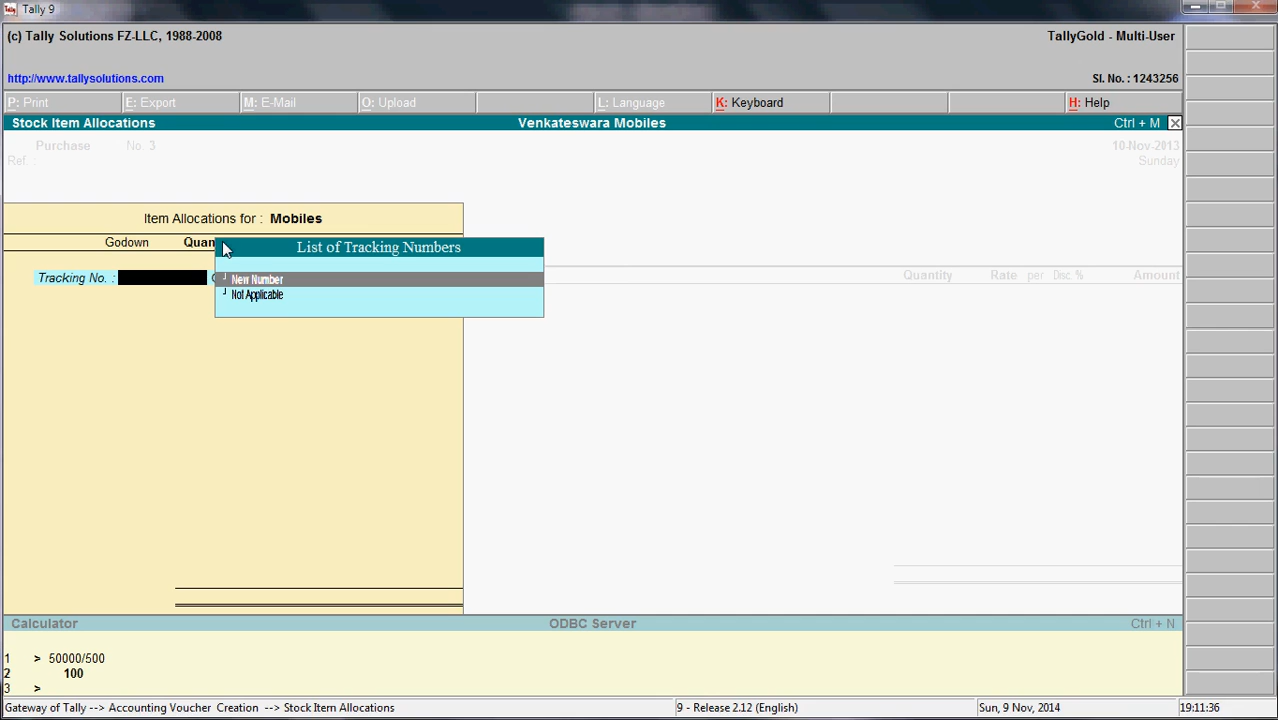 Tally 9
(c) Tally Solutions FZ-LLC, 1988-2008
TallyGold - Multi-User
http://www.tallysolutions.com
Sl. No. : 1243256
P: Print
E: Export
M: E-Mail
O: Upload
L: Language
K: Keyboard
H: Help
Stock Item Allocations
Venkateswara Mobiles
Ctrl + M
Purchase No. 3
10-Nov-2013
Ref. :
Sunday
Item Allocations for : Mobiles
Godown
List of Tracking Numbers
Tracking No. :
New Number
Not Applicable
Quantity Rate per Disc. % Amount
Calculator
ODBC Server
Ctrl + N
1 > 50000/500
2 100
3 >
Gateway of Tally --> Accounting Voucher Creation --> Stock Item Allocations
9 - Release 2.12 (English)
Sun, 9 Nov, 2014
19:11:36